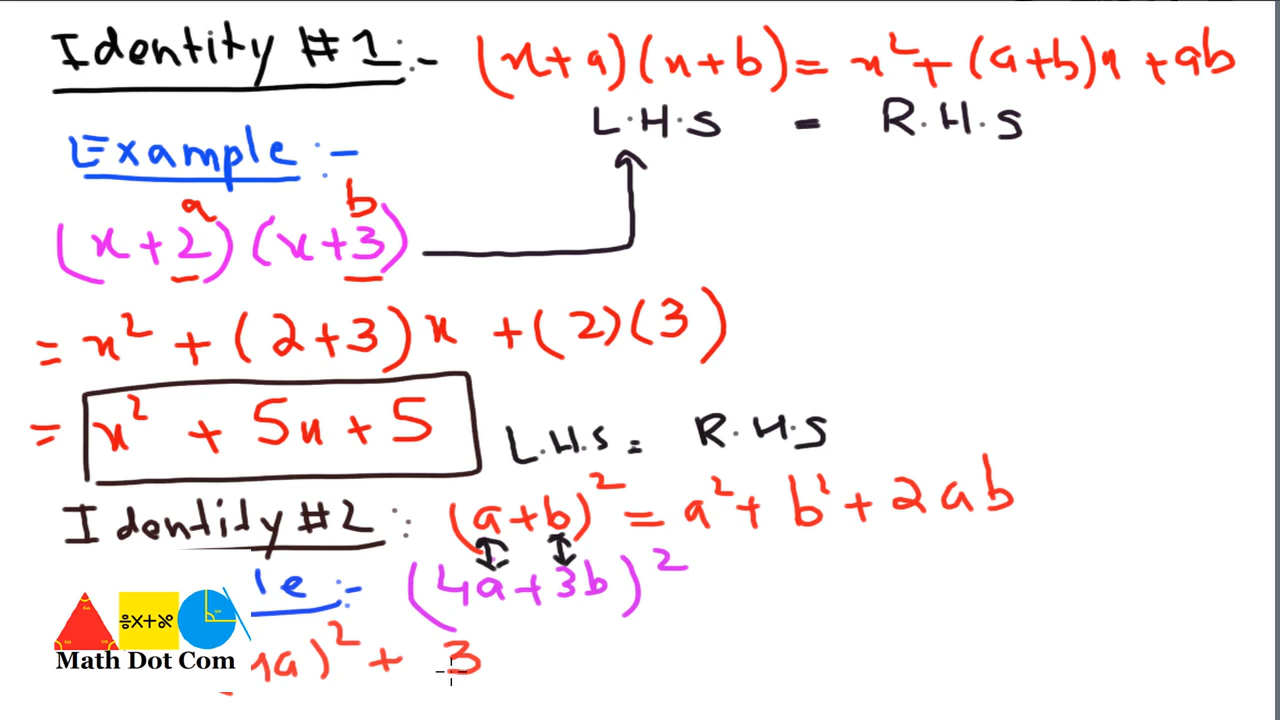 Identity #1:- (x+a)(x+b)= x²+(a+b)x+ab
L.H.S = R.H.S
Example:-
a b
(x+2)(x+3)
= x²+(2+3)x+(2)(3)
= x²+5x+5 L.H.S = R.H.S
Identity #2: (a+b)² = a²+b²+2ab
le:- (4a+3b)²
÷x+%
Math Dot Com
a)²+ 3